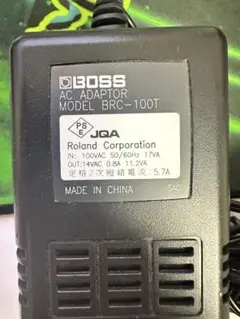 BOSS
AC ADAPTOR
MODEL BRC-100T
PS
E
JQA
Roland Corporation
IN: 100VAC 50/60Hz 17VA
OUT:14VAC 0.8A 11.2VA
定格2次短絡電流: 5.7A
MADE IN CHINA